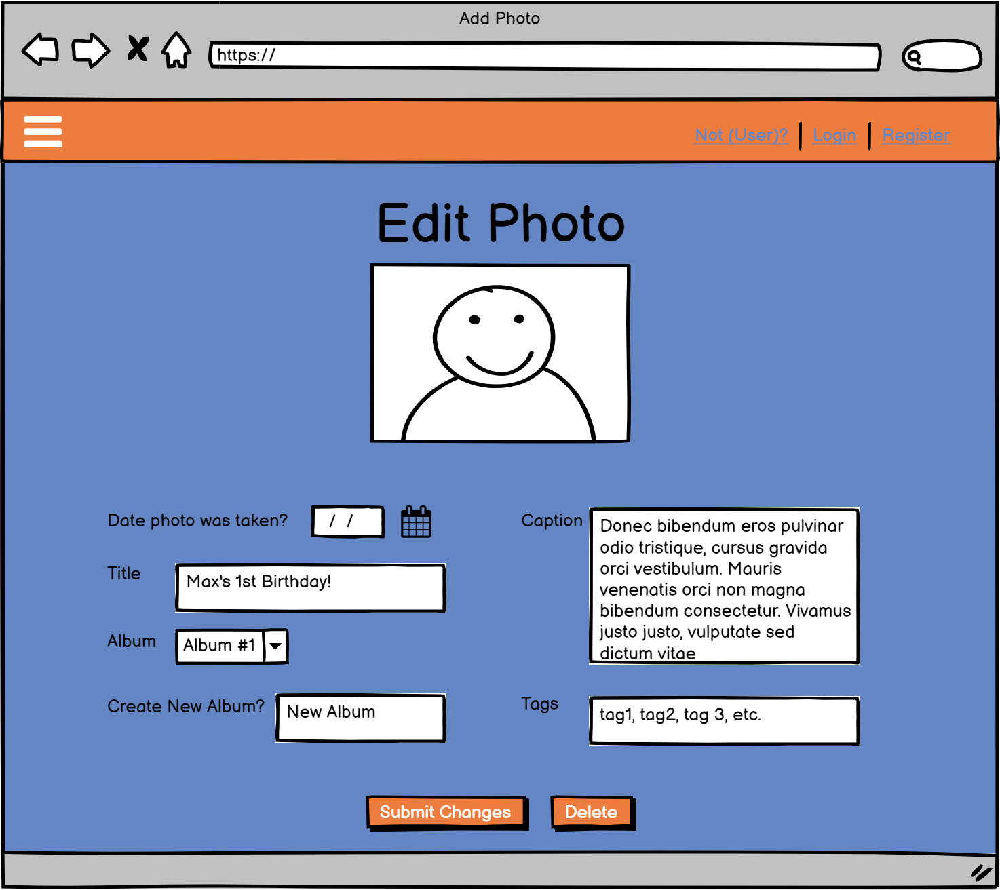 Add Photo
https://
Not (User)? Login Register
Edit Photo
Date photo was taken? / /
Title Max's 1st Birthday!
Album Album #1
Create New Album? New Album
Caption Donec bibendum eros pulvinar
odio tristique, cursus gravida
orci vestibulum. Mauris
venenatis orci non magna
bibendum consectetur. Vivamus
justo justo, vulputate sed
dictum vitae
Tags tag1, tag2, tag 3, etc.
Submit Changes Delete